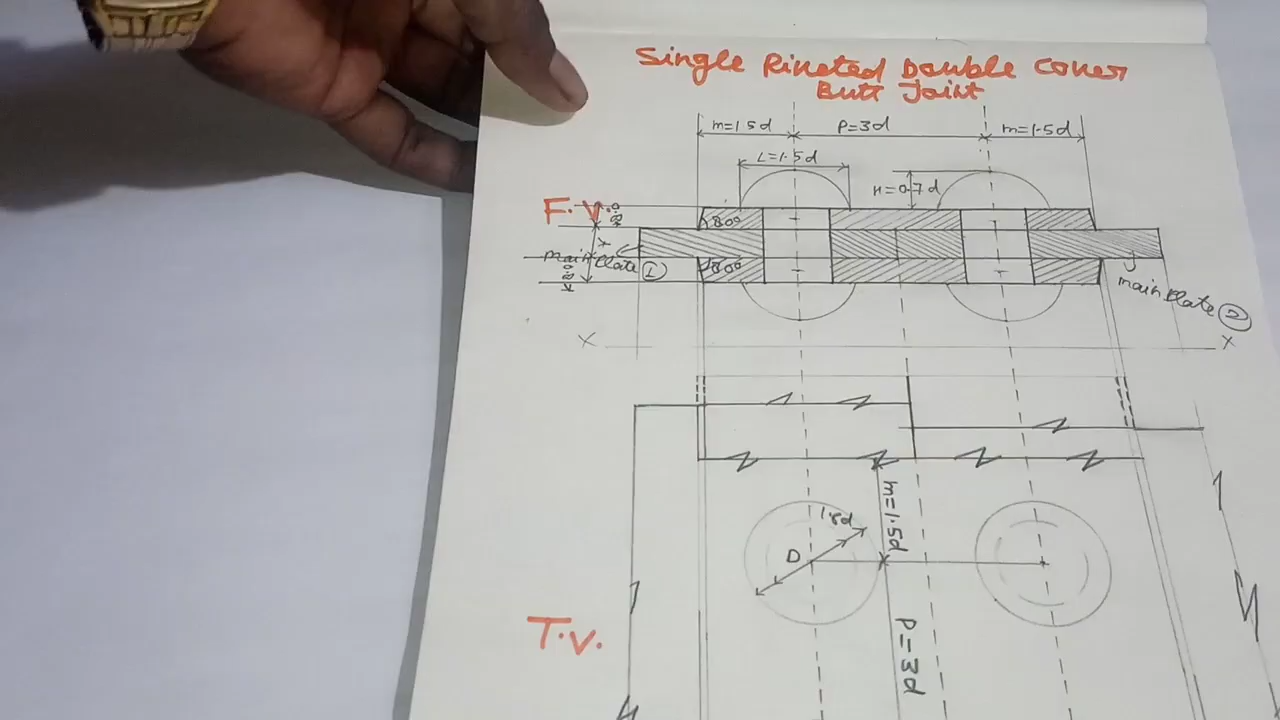 Single Riveted Double Cover
Butt Joint
m=1.5d
P=3d
m=1.5d
L=1.5d
H=0.7d
F.V.
80°
main Plate ①
80°
main Plate ②
X
X
m=1.5d
1.8d
D
P=3d
T.V.